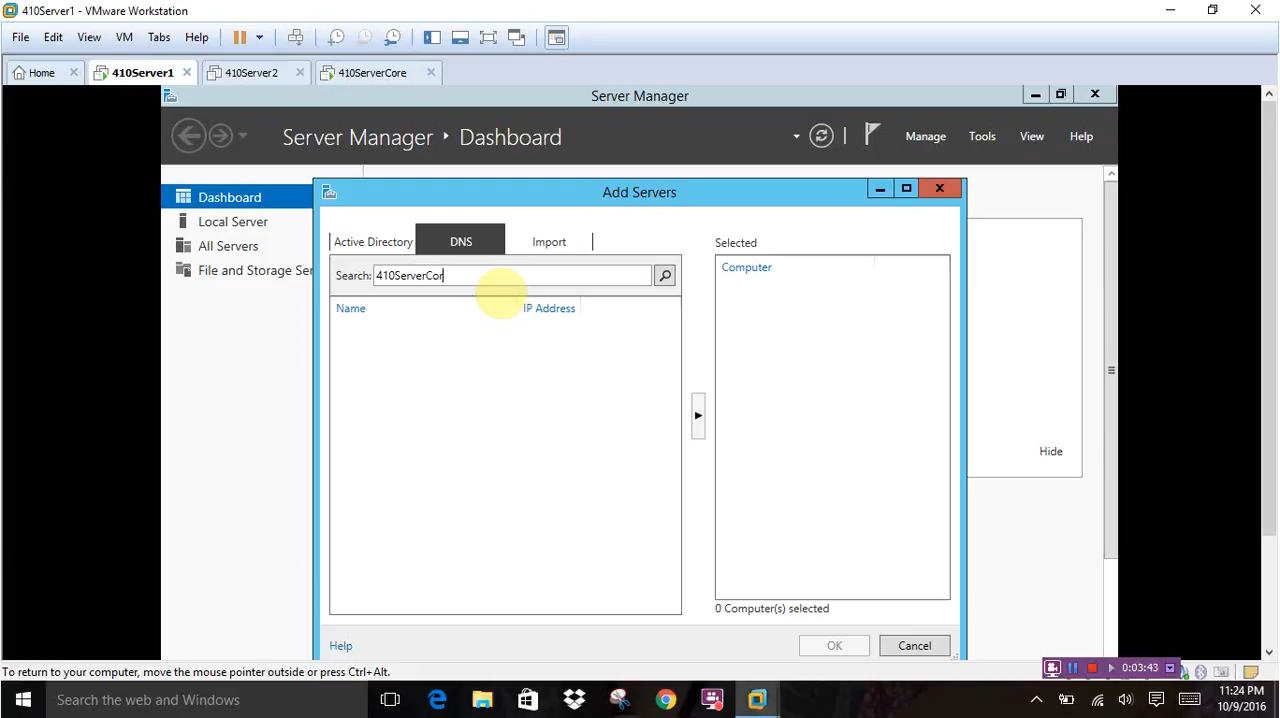 410Server1 - VMware Workstation
File Edit View VM Tabs Help
Home 410Server1 410Server2 410ServerCore
Server Manager
Server Manager Dashboard
Manage Tools View Help
Dashboard
Local Server
All Servers
File and Storage Ser
Add Servers
Active Directory DNS Import
Search: 410ServerCor
Name IP Address
Selected
Computer
0 Computer(s) selected
Hide
Help OK Cancel
To return to your computer, move the mouse pointer outside or press Ctrl+Alt.
0:03:43
Search the web and Windows
11:24 PM
10/9/2016